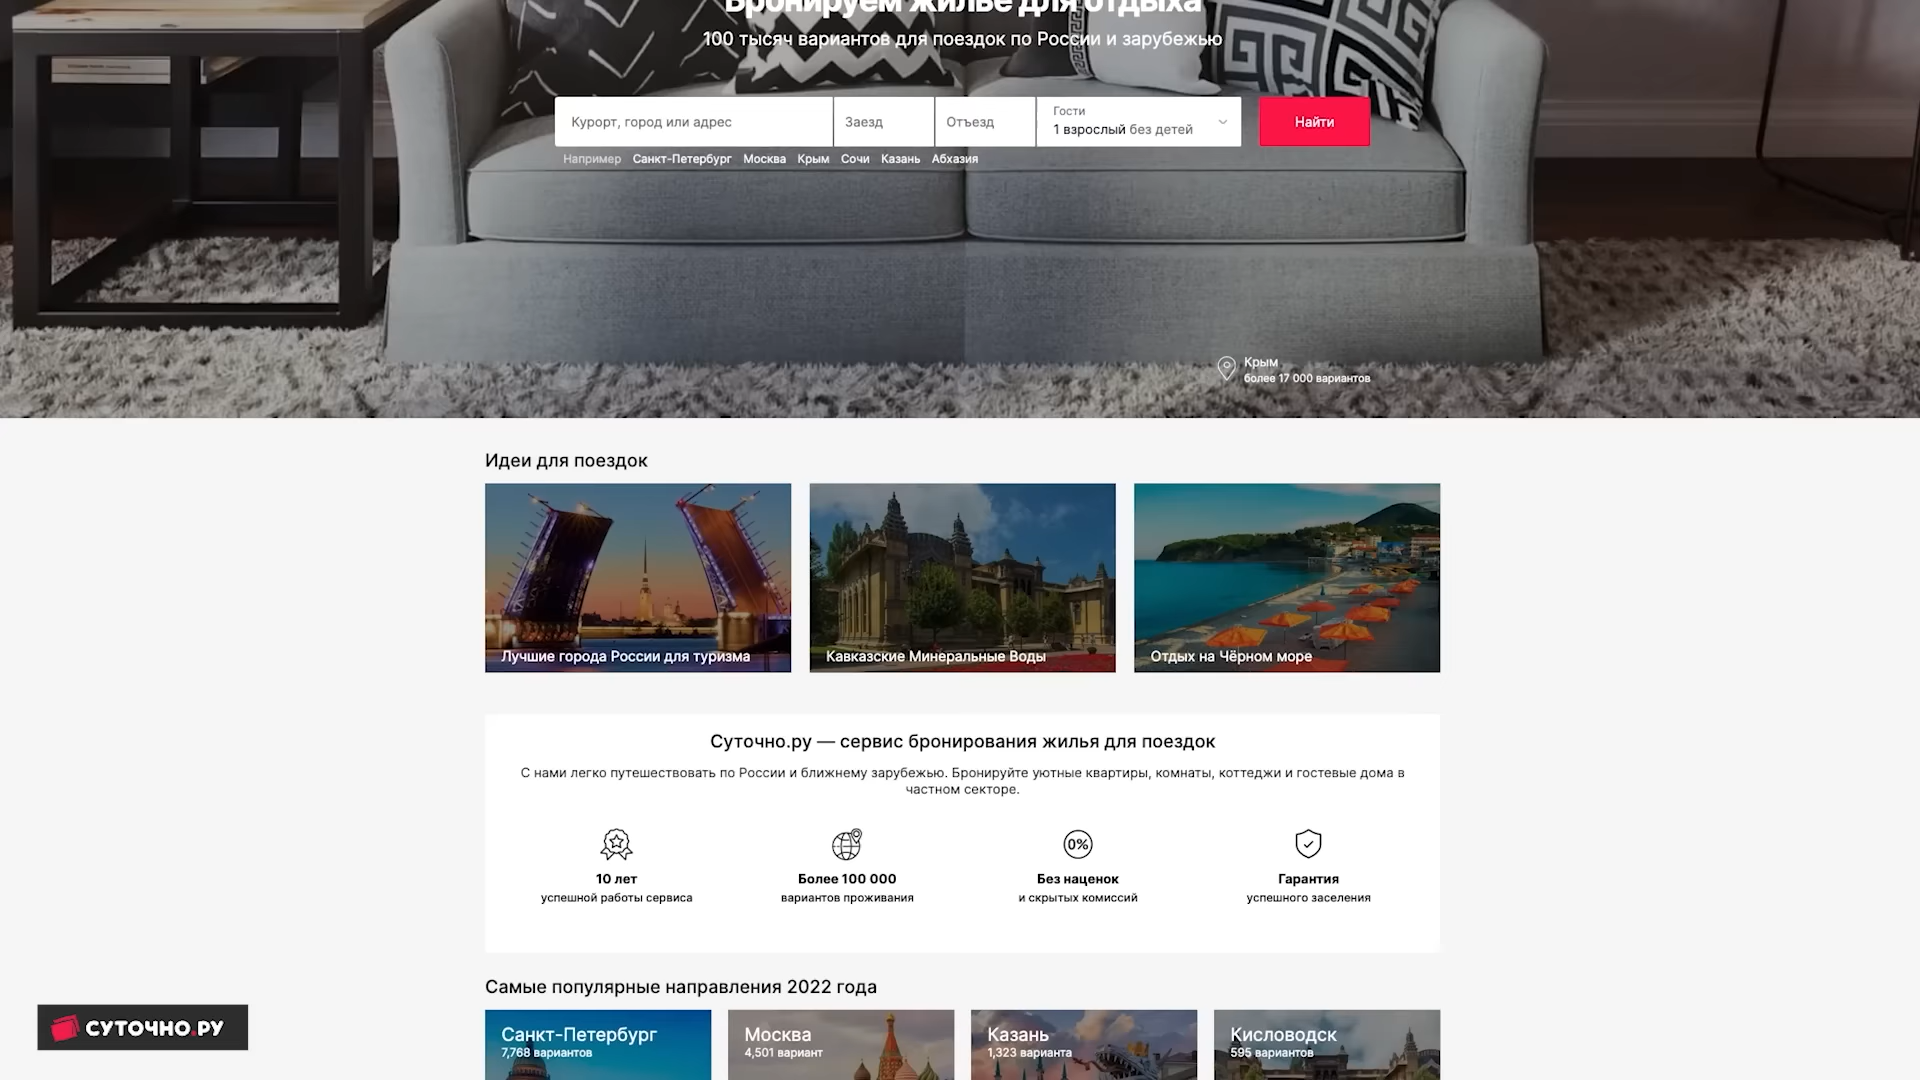 Бронируем жильё для отдыха
100 тысяч вариантов для поездок по России и зарубежью
Курорт, город или адрес
Заезд
Отъезд
Гости
1 взрослый без детей
Найти
Например Санкт-Петербург Москва Крым Сочи Казань Абхазия
Крым
более 17 000 вариантов
Идеи для поездок
Лучшие города России для туризма
Кавказские Минеральные Воды
Отдых на Чёрном море
Суточно.ру — сервис бронирования жилья для поездок
С нами легко путешествовать по России и ближнему зарубежью. Бронируйте уютные квартиры, комнаты, коттеджи и гостевые дома в
частном секторе.
10 лет
успешной работы сервиса
Более 100 000
вариантов проживания
0%
Без наценок
и скрытых комиссий
Гарантия
успешного заселения
Самые популярные направления 2022 года
Санкт-Петербург
7,768 вариантов
Москва
4,501 вариант
Казань
1,323 варианта
Кисловодск
595 вариантов
СУТОЧНО.РУ